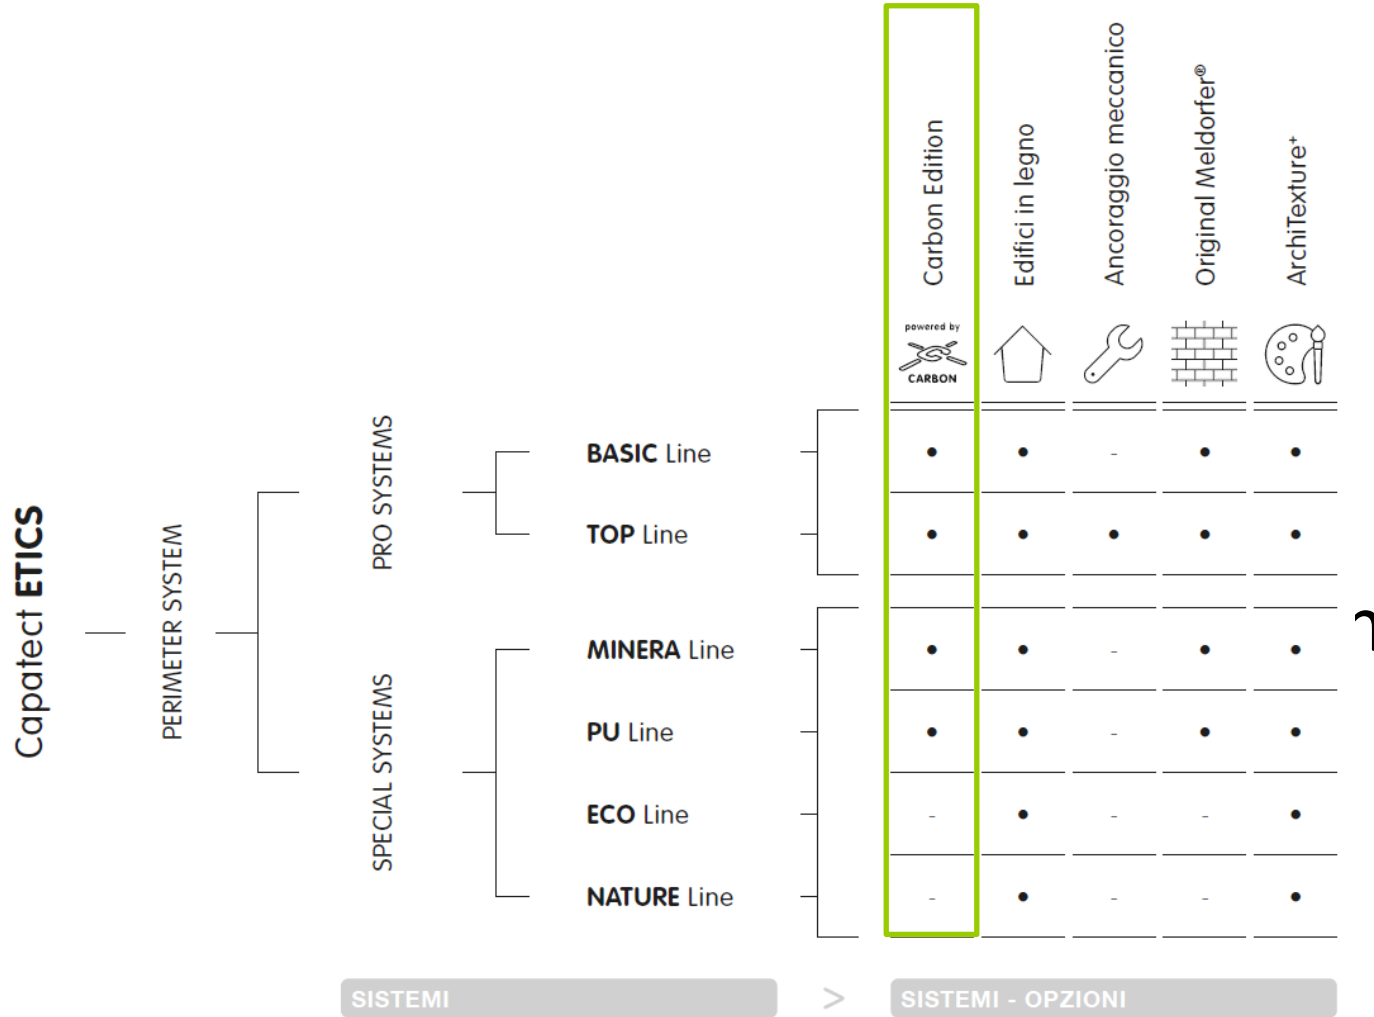 Capatect ETICS
PERIMETER SYSTEM
PRO SYSTEMS
SPECIAL SYSTEMS
Carbon Edition
Edifici in legno
Ancoraggio meccanico
Original Meldorfer®
ArchiTexture+
powered by
CARBON
BASIC Line • • - • •
TOP Line • • • • •
MINERA Line • • - • •
PU Line • • - • •
ECO Line - • - - •
NATURE Line - • - - •
SISTEMI > SISTEMI - OPZIONI